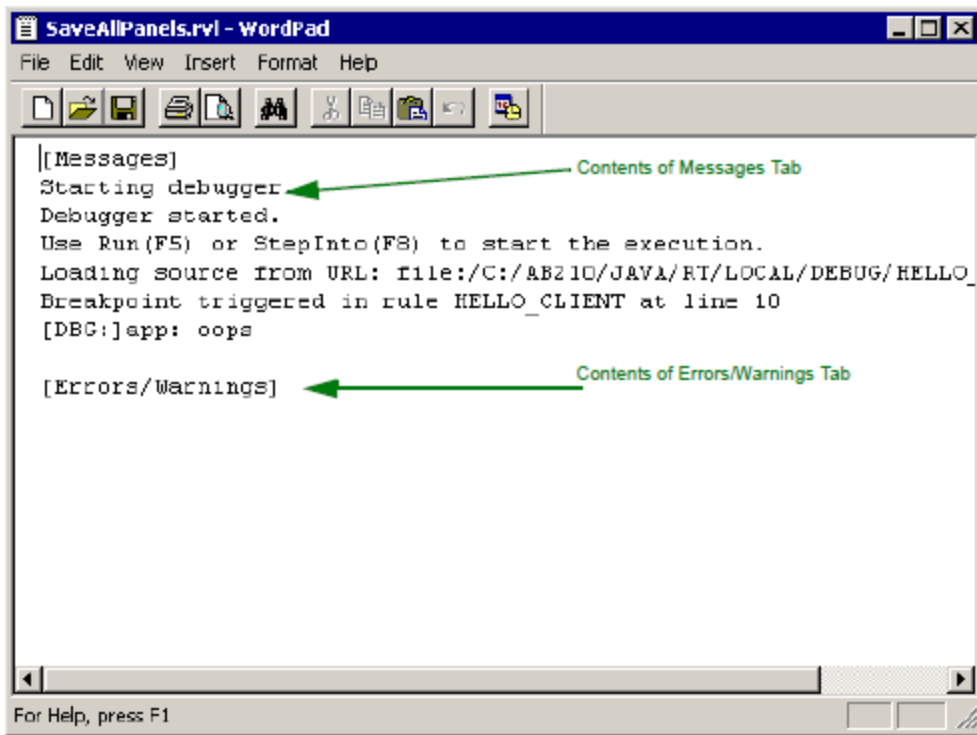 SaveAllPanels.rvl - WordPad
File Edit View Insert Format Help
[Messages]
Contents of Messages Tab
Starting debugger.
Debugger started.
Use Run(F5) or StepInto(F8) to start the execution.
Loading source from URL: file:/C:/AB210/JAVA/RT/LOCAL/DEBUG/HELLO_
Breakpoint triggered in rule HELLO_CLIENT at line 10
[DBG:]app: oops
Contents of Errors/Warnings Tab
[Errors/Warnings]
For Help, press F1